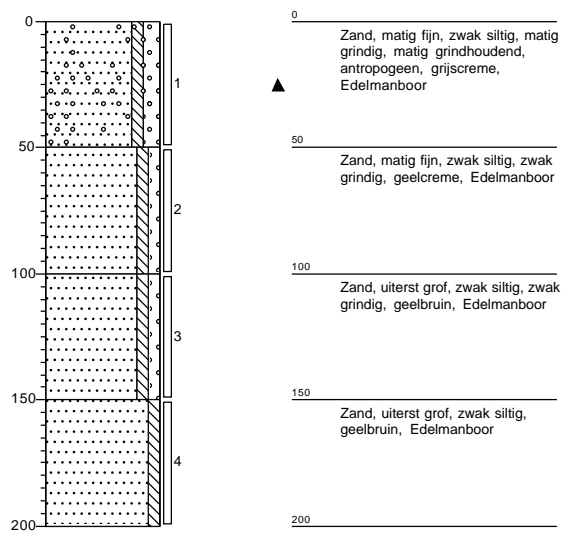 0
50
100
150
200
1
2
3
4
0
Zand, matig fijn, zwak siltig, matig
grindig, matig grindhoudend,
antropogeen, grijscreme,
Edelmanboor
50
Zand, matig fijn, zwak siltig, zwak
grindig, geelcreme, Edelmanboor
100
Zand, uiterst grof, zwak siltig, zwak
grindig, geelbruin, Edelmanboor
150
Zand, uiterst grof, zwak siltig,
geelbruin, Edelmanboor
200